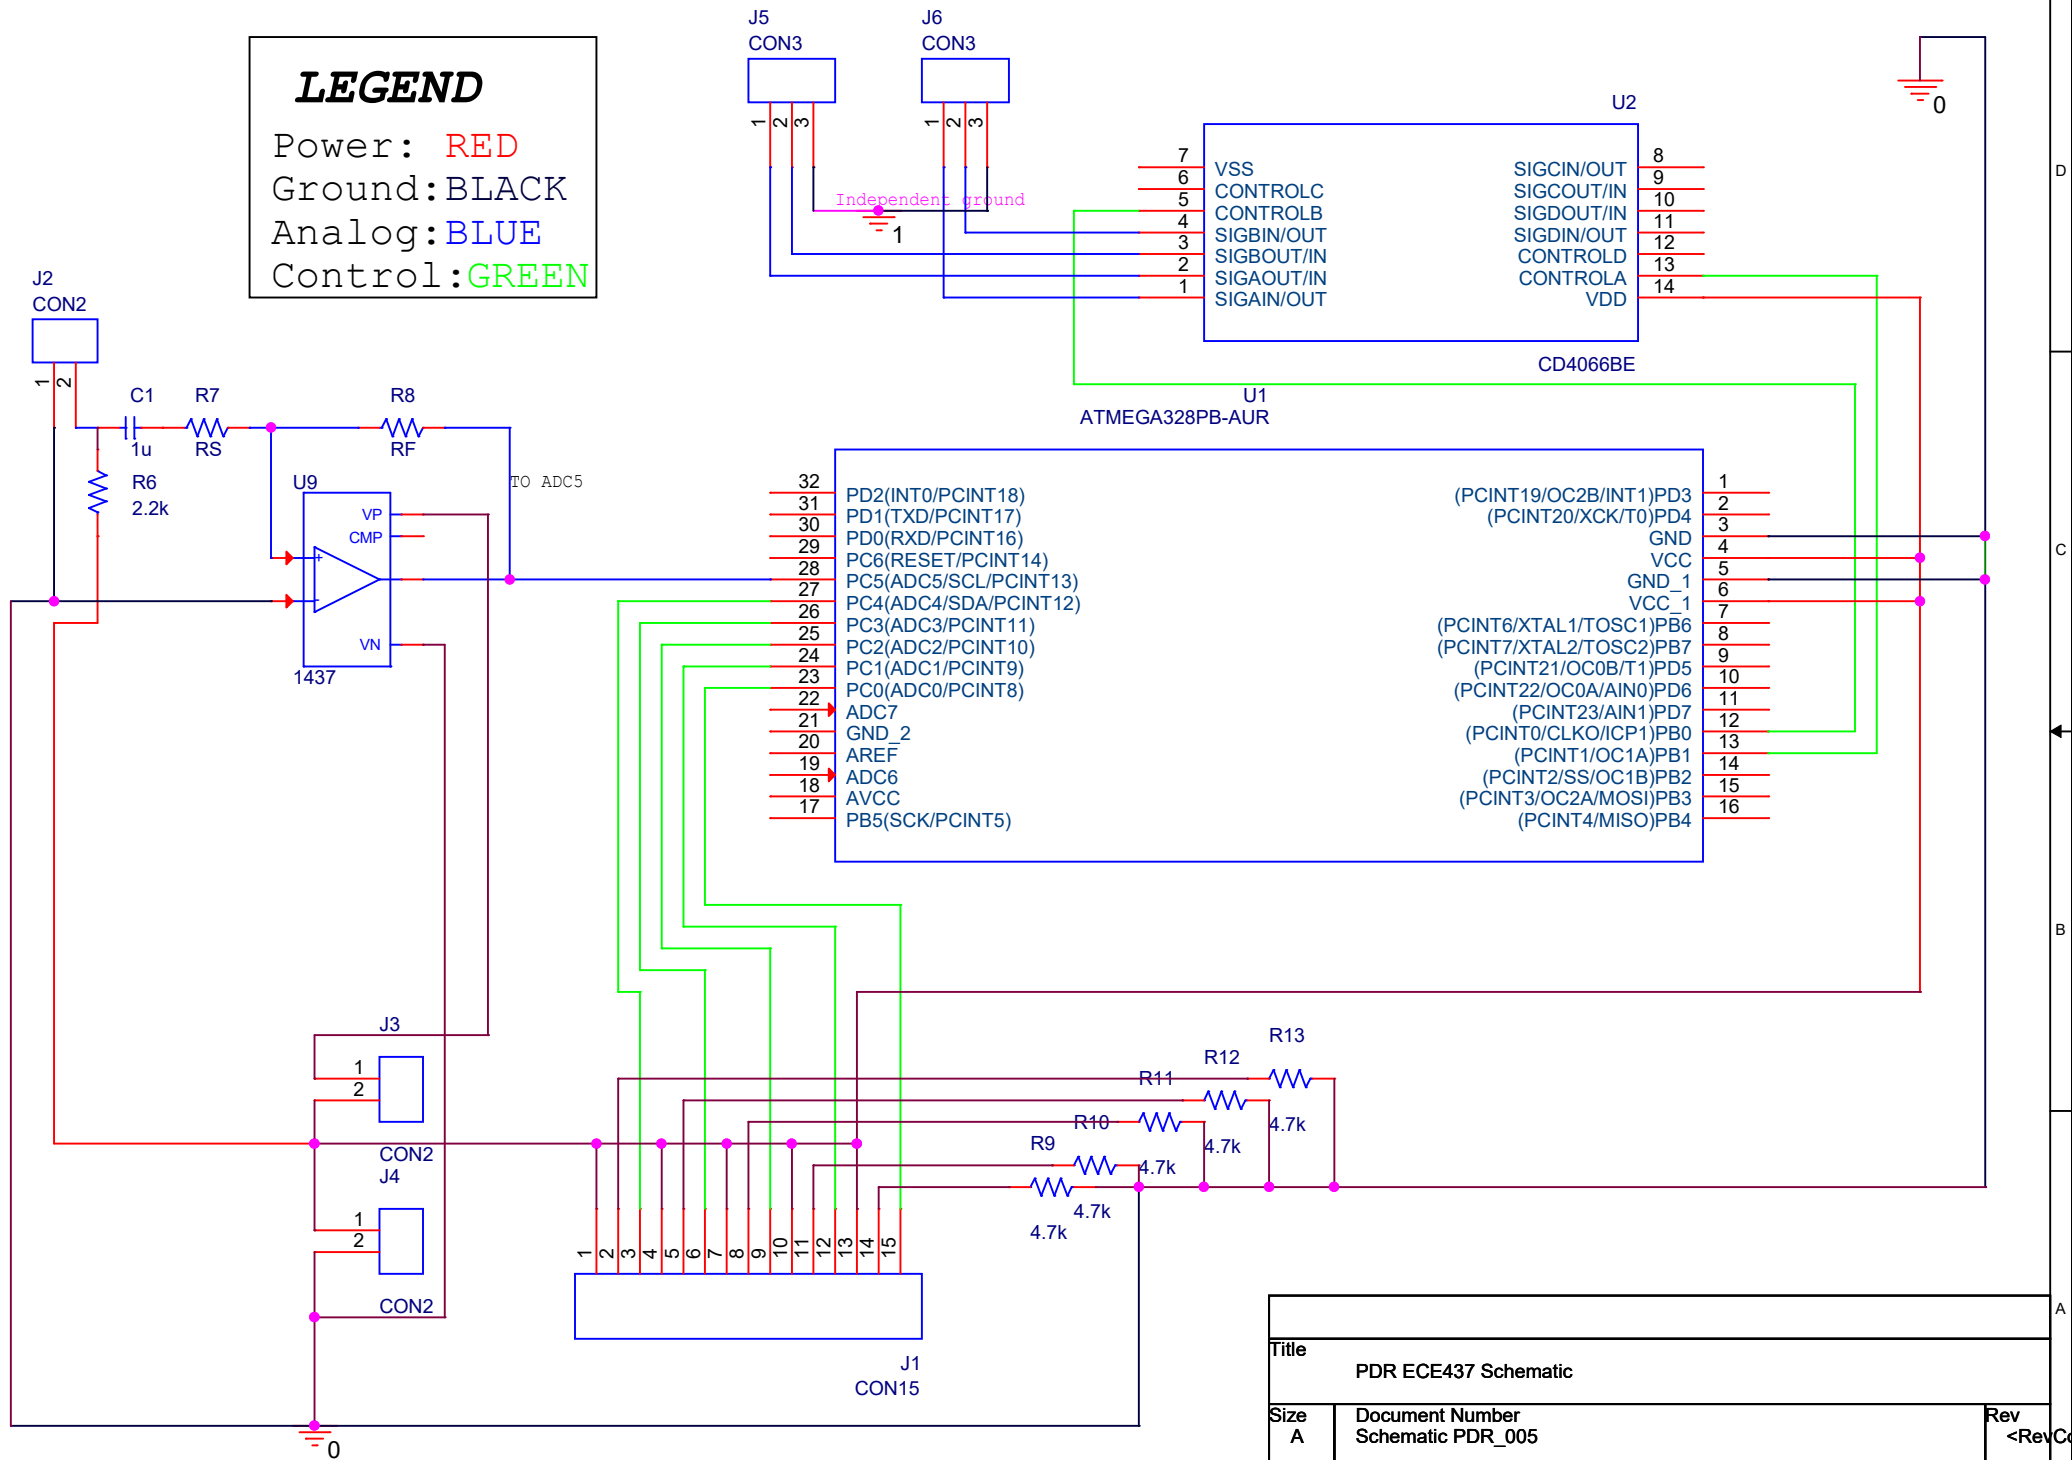 LEGEND
Power: RED
Ground:BLACK
Analog:BLUE
Control:GREEN
J5
CON3
1
2
3
J6
CON3
1
2
3
Independent ground
1
0
D
C
B
A
U2
7 VSS
6 CONTROLC
5 CONTROLB
4 SIGBIN/OUT
3 SIGBOUT/IN
2 SIGAOUT/IN
1 SIGAIN/OUT
SIGCIN/OUT 8
SIGCOUT/IN 9
SIGDOUT/IN 10
SIGDIN/OUT 11
CONTROLD 12
CONTROLA 13
VDD 14
CD4066BE
J2
CON2
1
2
C1
1u
R7
RS
R8
RF
R6
2.2k
TO ADC5
U9
VP
CMP
+
-
VN
1437
U1
ATMEGA328PB-AUR
32 PD2(INT0/PCINT18)
31 PD1(TXD/PCINT17)
30 PD0(RXD/PCINT16)
29 PC6(RESET/PCINT14)
28 PC5(ADC5/SCL/PCINT13)
27 PC4(ADC4/SDA/PCINT12)
26 PC3(ADC3/PCINT11)
25 PC2(ADC2/PCINT10)
24 PC1(ADC1/PCINT9)
23 PC0(ADC0/PCINT8)
22 ADC7
21 GND_2
20 AREF
19 ADC6
18 AVCC
17 PB5(SCK/PCINT5)
(PCINT19/OC2B/INT1)PD3 1
(PCINT20/XCK/T0)PD4 2
GND 3
VCC 4
GND_1 5
VCC_1 6
(PCINT6/XTAL1/TOSC1)PB6 7
(PCINT7/XTAL2/TOSC2)PB7 8
(PCINT21/OC0B/T1)PD5 9
(PCINT22/OC0A/AIN0)PD6 10
(PCINT23/AIN1)PD7 11
(PCINT0/CLKO/ICP1)PB0 12
(PCINT1/OC1A)PB1 13
(PCINT2/SS/OC1B)PB2 14
(PCINT3/OC2A/MOSI)PB3 15
(PCINT4/MISO)PB4 16
J3
1
2
CON2
J4
1
2
CON2
0
R13
4.7k
R12
4.7k
R11
4.7k
R10
4.7k
R9
4.7k
1
2
3
4
5
6
7
8
9
10
11
12
13
14
15
J1
CON15
Title
PDR ECE437 Schematic
Size
A
Document Number
Schematic PDR_005
Rev
<RevCo